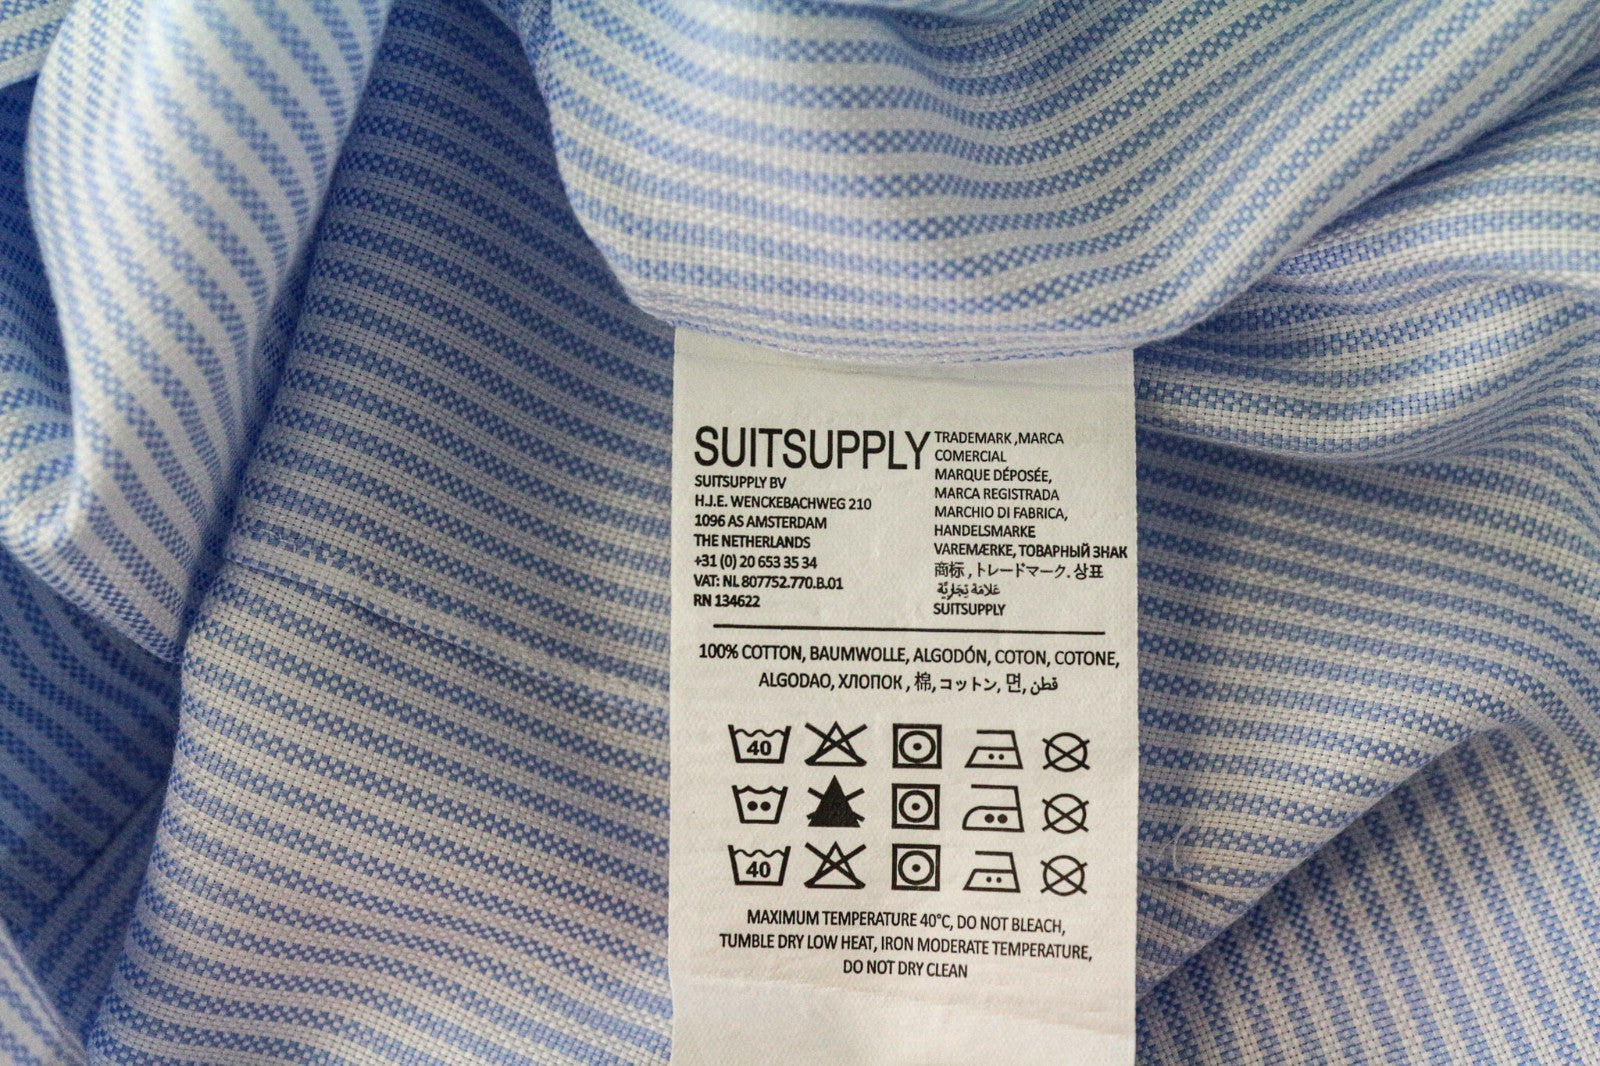 SUITSUPPLY
SUITSUPPLY BV
H.J.E. WENCKEBACHWEG 210
1096 AS AMSTERDAM
THE NETHERLANDS
+31 (0) 20 653 35 34
VAT: NL 807752.770.B.01
RN 134622
TRADEMARK ,MARCA
COMERCIAL
MARQUE DÉPOSÉE,
MARCA REGISTRADA
MARCHIO DI FABRICA,
HANDELSMARKE
VAREMÆRKE, ТОВАРНЫЙ ЗНАК
商标 , トレードマーク. 상표
عَلامَة تِجَارِيَّة
SUITSUPPLY
100% COTTON, BAUMWOLLE, ALGODÓN, COTON, COTONE,
ALGODAO, ХЛОПОК , 棉, コットン, 면, قطن
40
40
MAXIMUM TEMPERATURE 40°C, DO NOT BLEACH,
TUMBLE DRY LOW HEAT, IRON MODERATE TEMPERATURE,
DO NOT DRY CLEAN